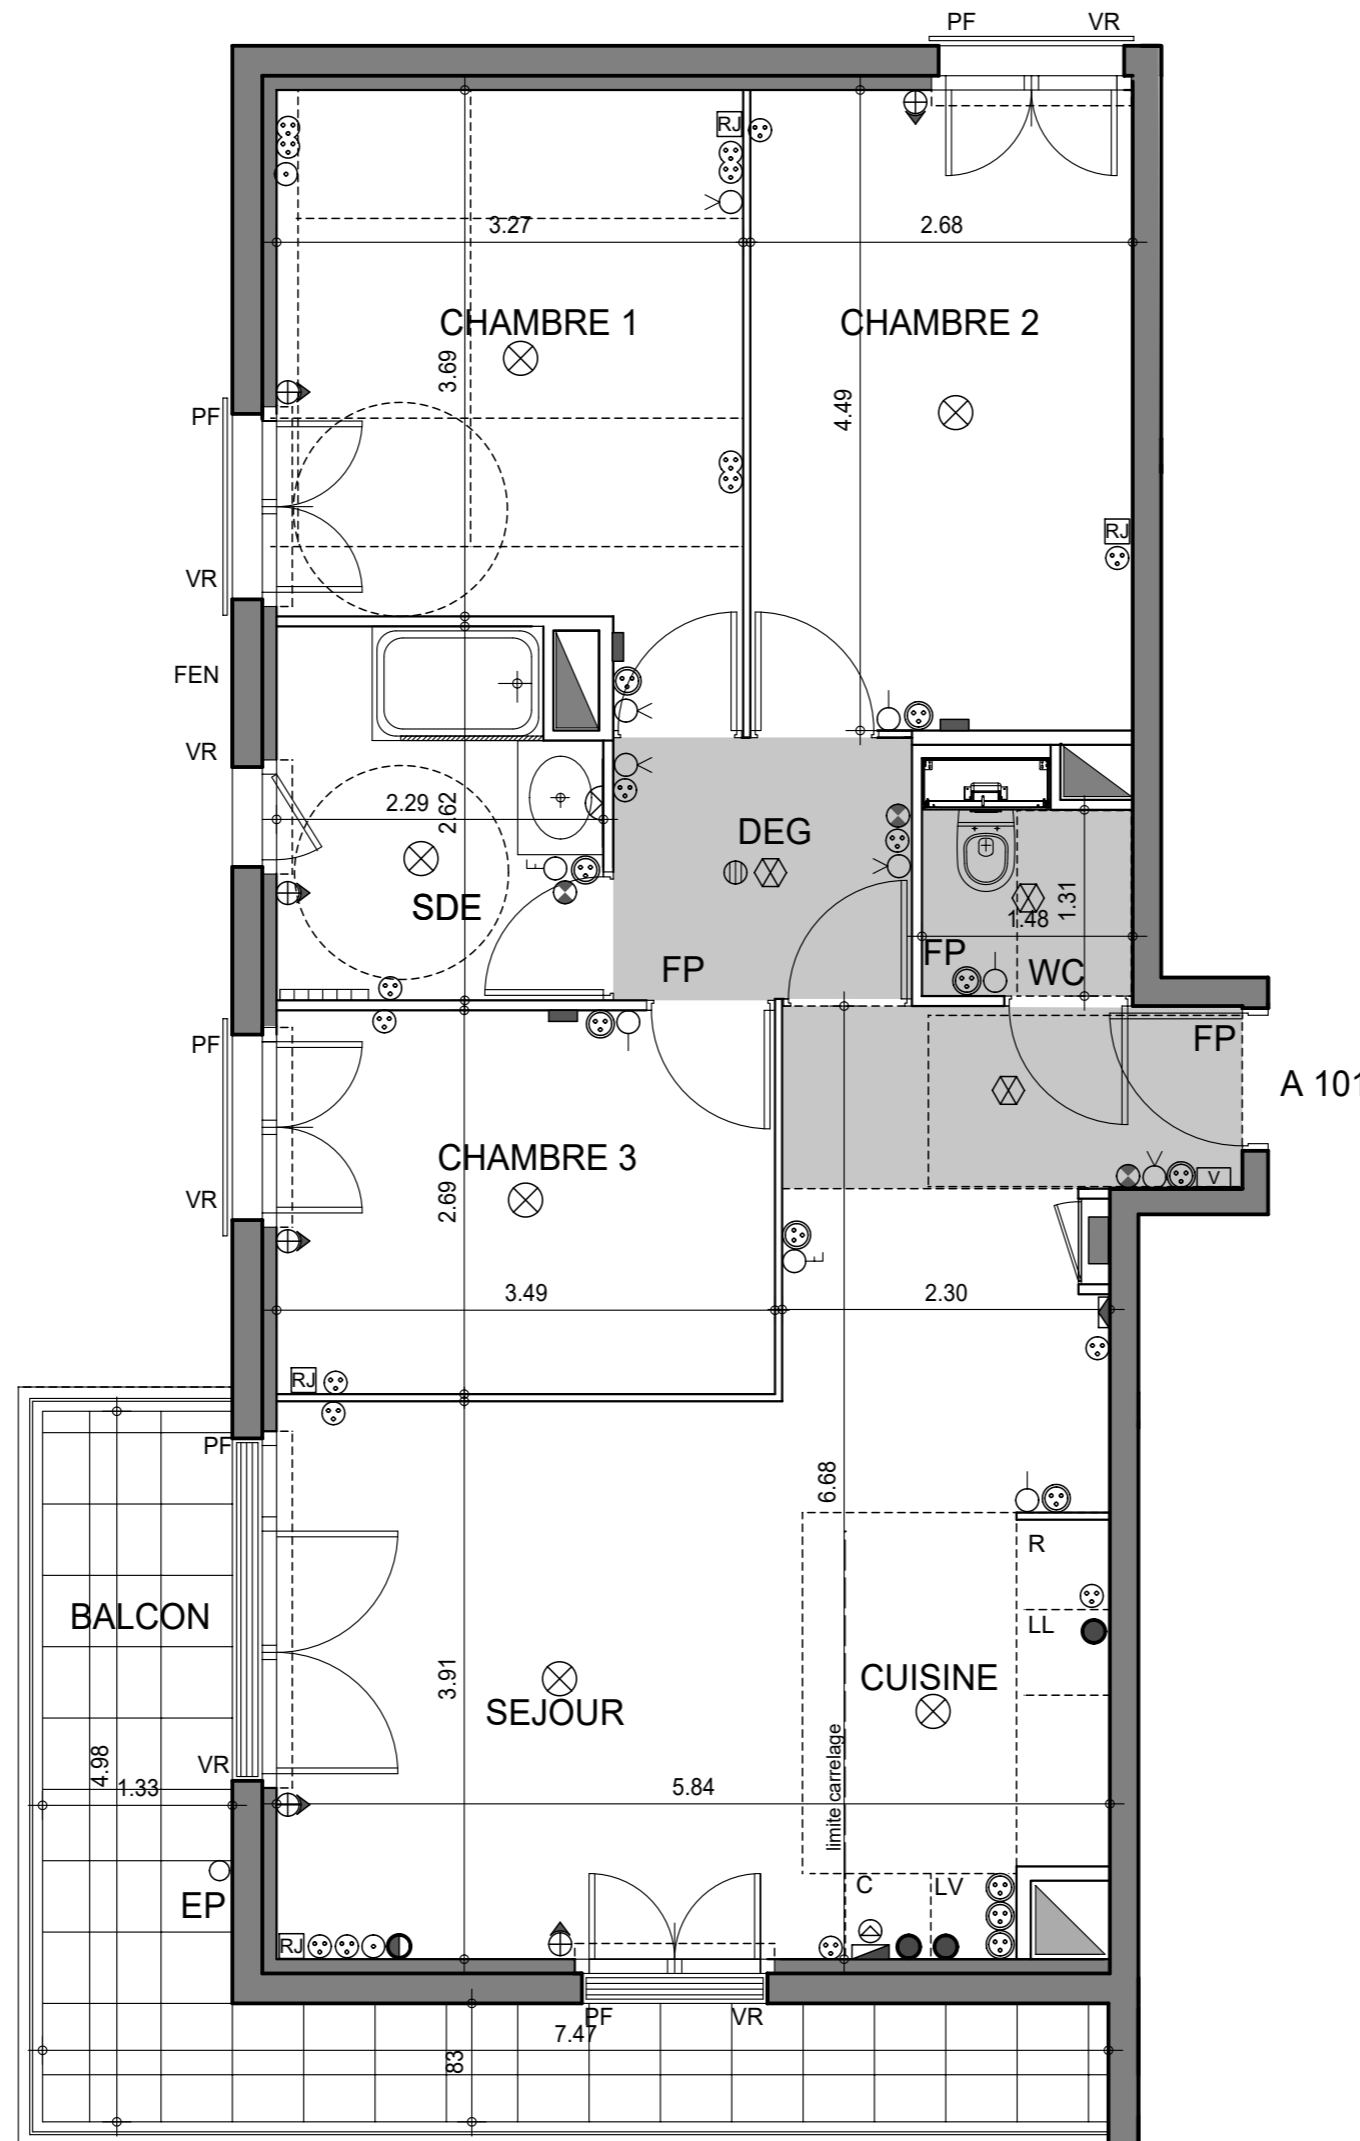 PF VR
RJ
3.27 2.68
CHAMBRE 1 CHAMBRE 2
3.69 4.49
PF
RJ
VR
FEN
VR
2.29 2.62
DEG
SDE
1.31
1.48
FP FP WC
PF FP
A 101
CHAMBRE 3
V
VR 2.69
3.49 2.30
RJ
PF
6.68
R
BALCON LL
3.91 CUISINE
SEJOUR
4.98 VR limite carrelage
1.33 5.84
EP C LV
RJ
PF VR
7.47
83